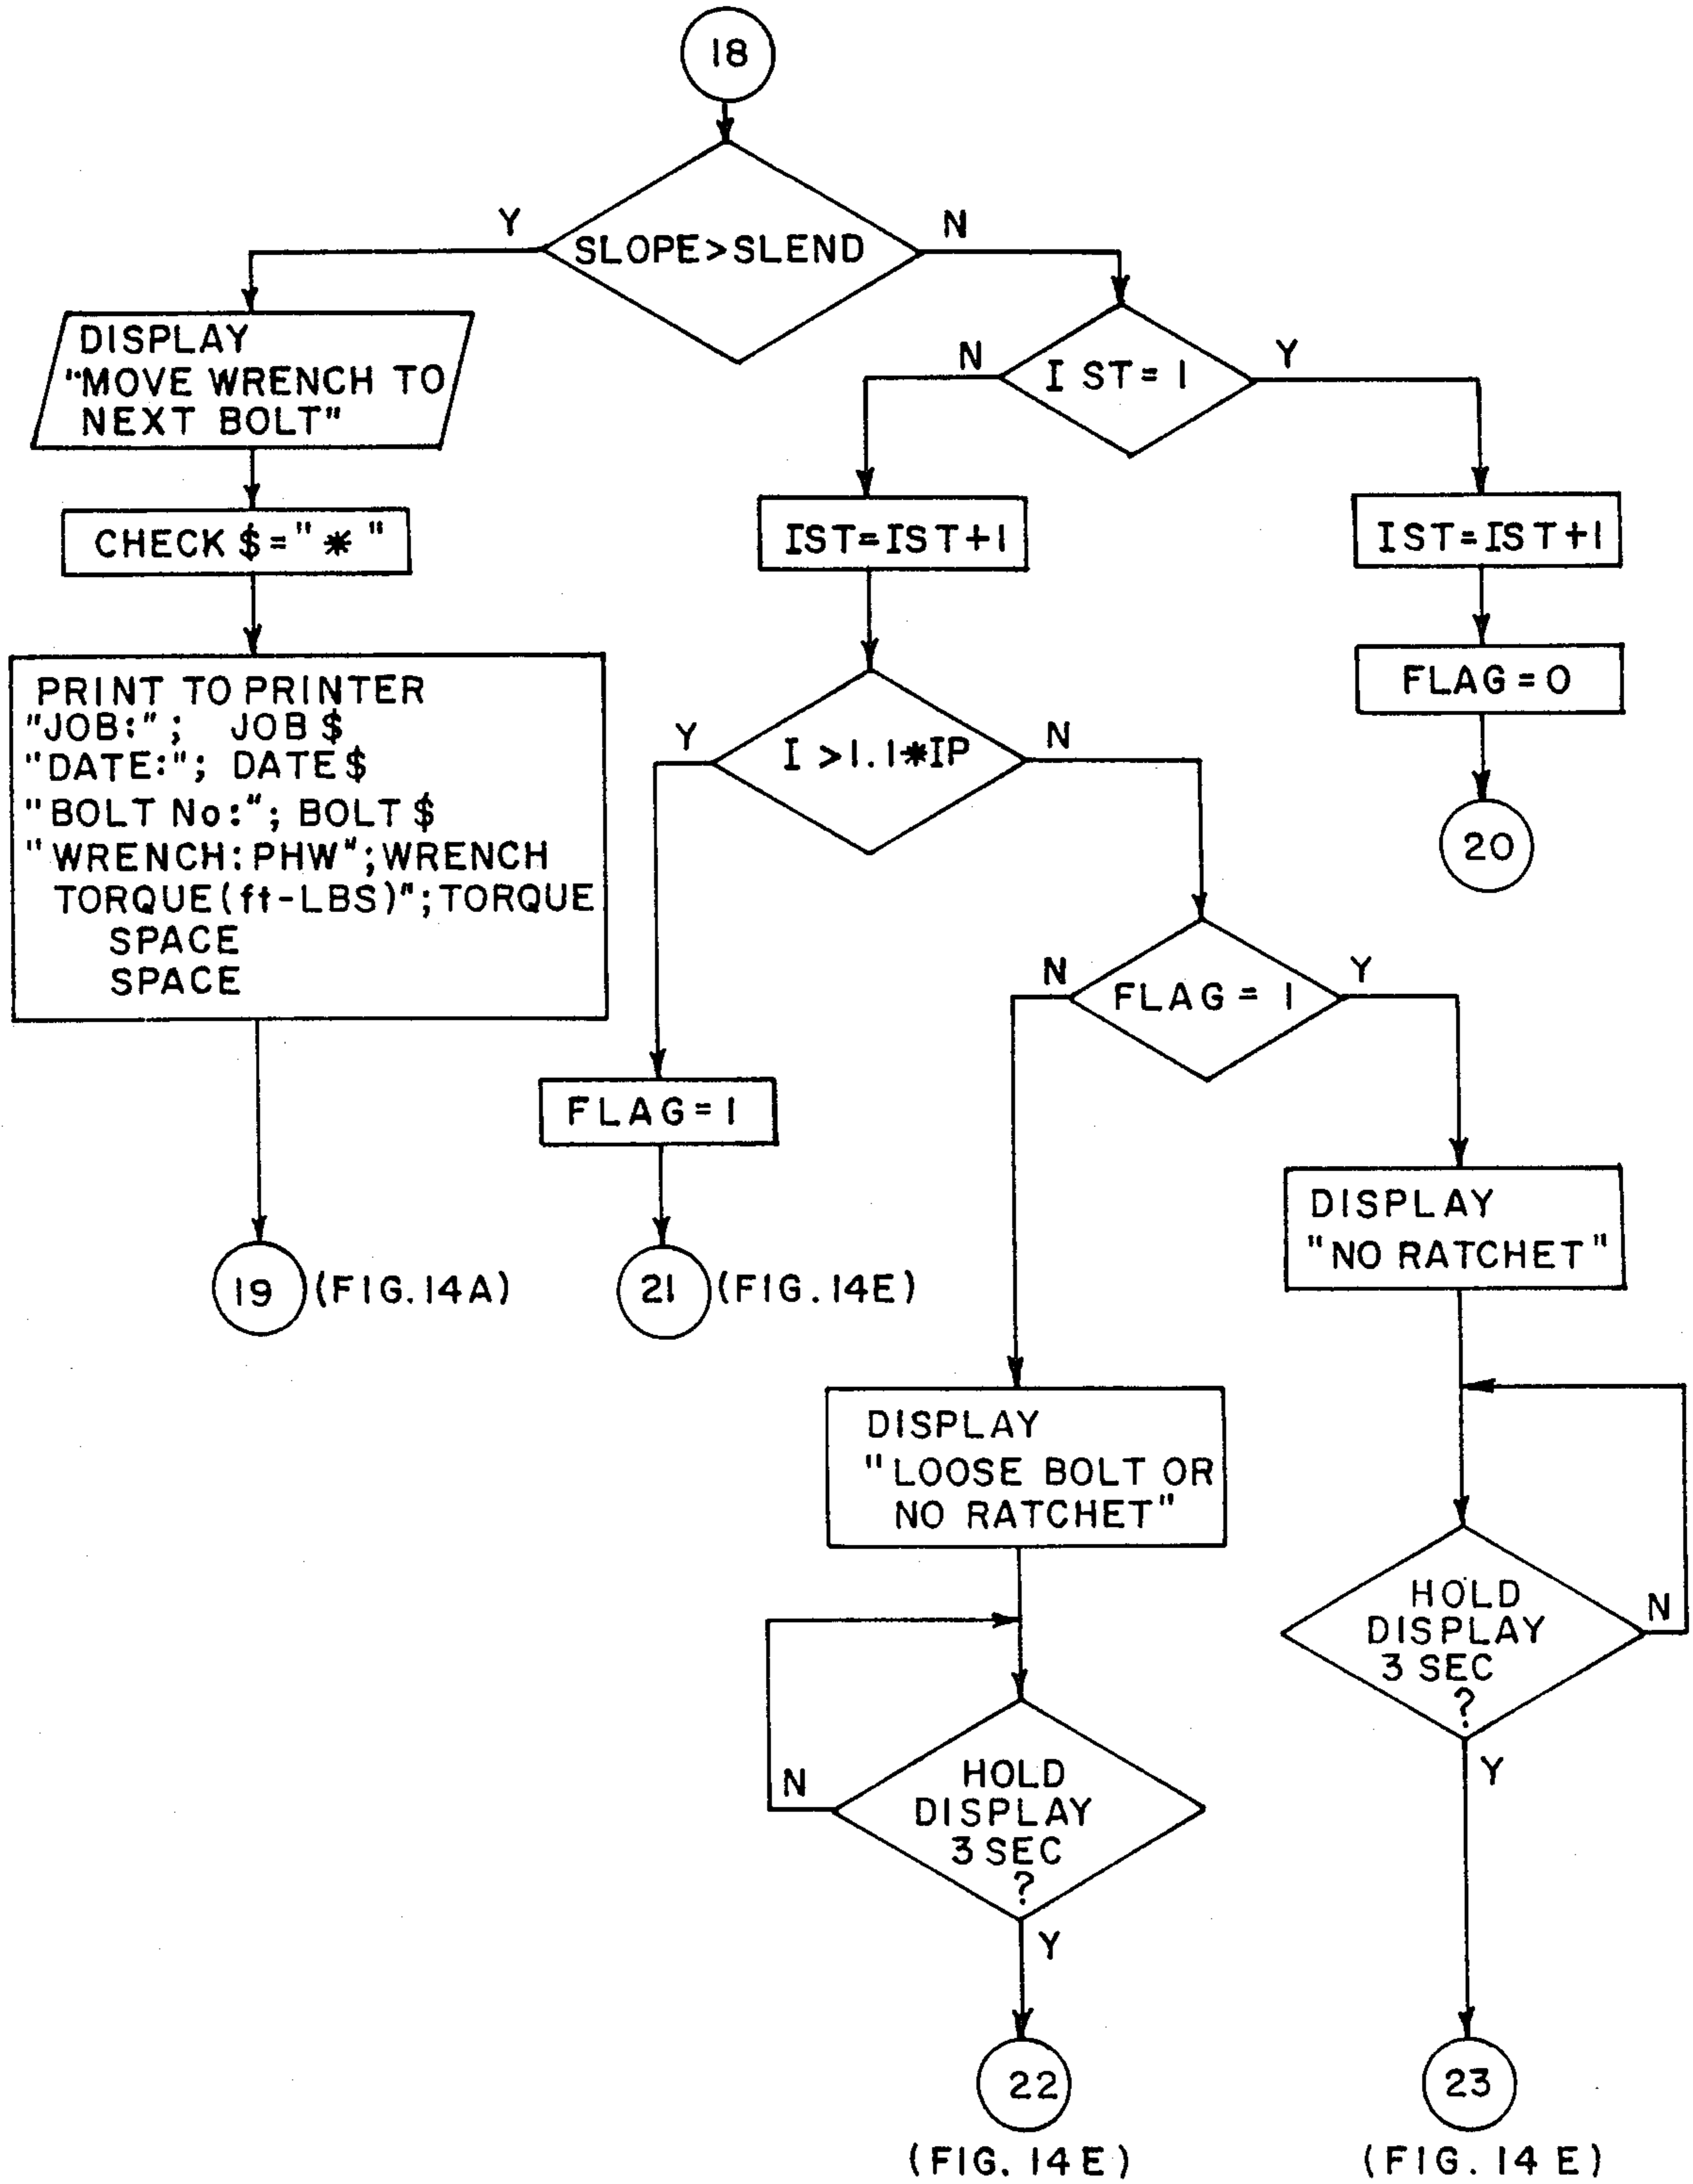 18
Y
N
SLOPE>SLEND
DISPLAY
"MOVE WRENCH TO
NEXT BOLT"
N
IST=1
Y
CHECK $="*"
IST=IST+1
IST=IST+1
FLAG=0
20
PRINT TO PRINTER
"JOB:"; JOB $
"DATE:"; DATE $
"BOLT No:"; BOLT $
"WRENCH: PHW"; WRENCH
TORQUE(ft-LBS)"; TORQUE
SPACE
SPACE
Y
I >1.1*IP
N
N
FLAG = 1
Y
FLAG=1
19 (FIG.14A)
21 (FIG.14E)
DISPLAY
"NO RATCHET"
DISPLAY
"LOOSE BOLT OR
NO RATCHET"
HOLD
DISPLAY
3 SEC
?
N
Y
N
HOLD
DISPLAY
3 SEC
?
Y
22
23
(FIG. 14E)
(FIG. 14 E)